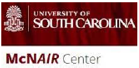 UNIVERSITY OF
SOUTH CAROLINA
McNAIR Center